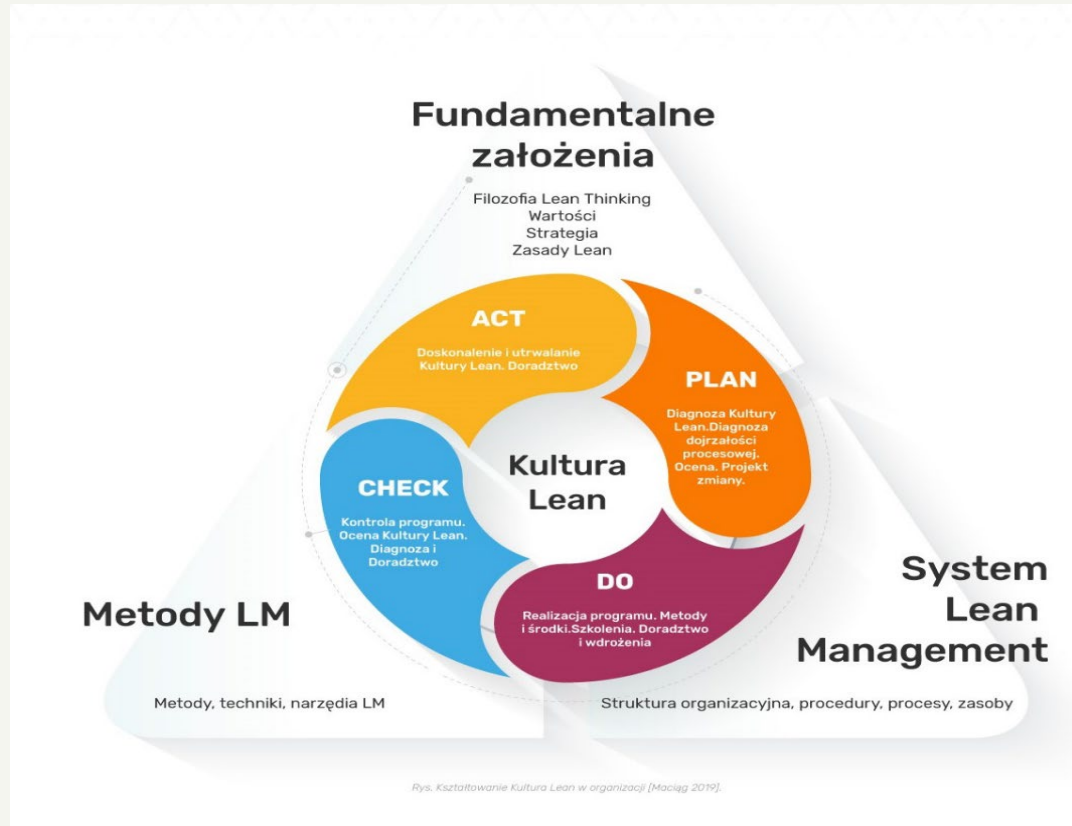 Fundamentalne
założenia
Filozofia Lean Thinking
Wartości
Strategia
Zasady Lean
ACT
Doskonalenie i utrwalanie
Kultury Lean. Doradztwo
PLAN
Diagnoza Kultury
Lean.Diagnoza
dojrzałości
procesowej.
Ocena. Projekt
zmiany.
Kultura
Lean
CHECK
Kontrola programu.
Ocena Kultury Lean.
Diagnoza i
Doradztwo
DO
Realizacja programu. Metody
i środki.Szkolenia. Doradztwo
i wdrożenia
Metody LM
Metody, techniki, narzędia LM
System
Lean
Management
Struktura organizacyjna, procedury, procesy, zasoby
Rys. Kształtowanie Kultura Lean w organizacji [Maciąg 2019].